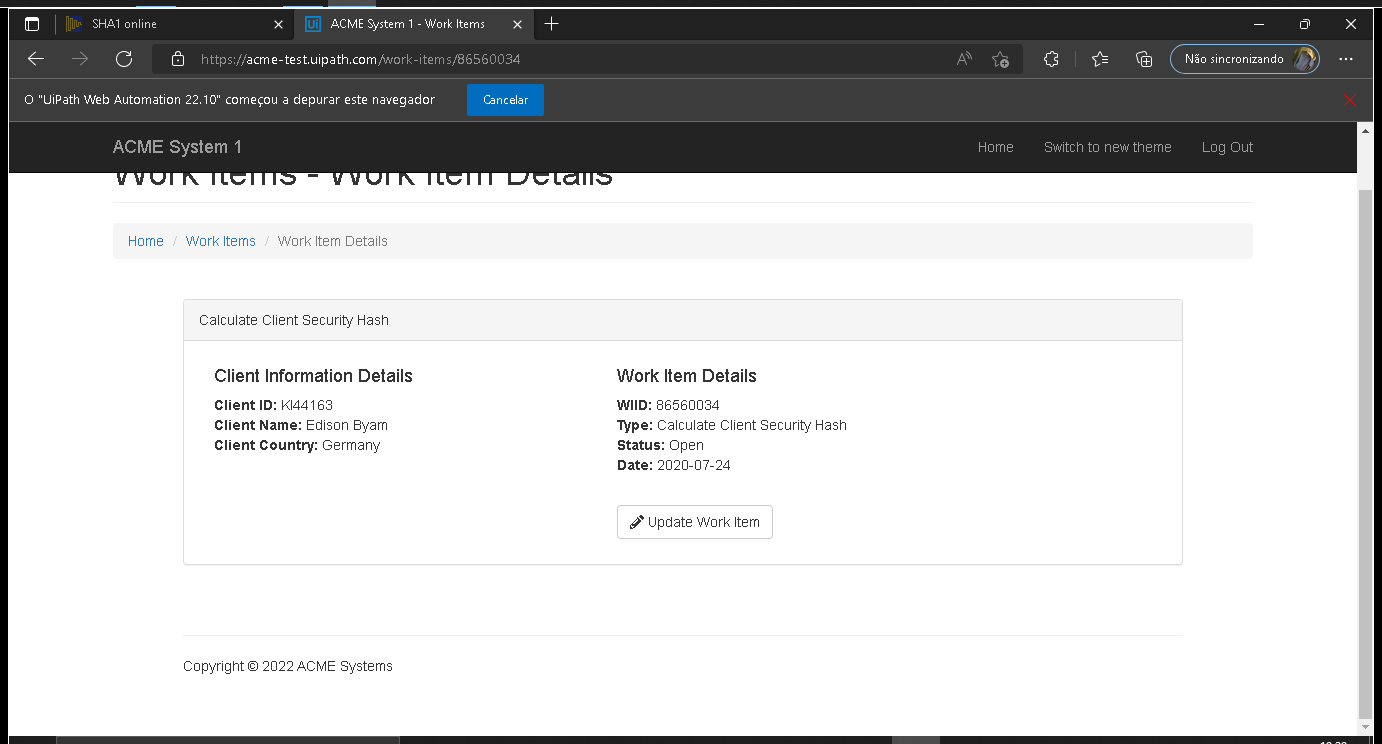 SHA1 online
ACME System 1 - Work Items
https://acme-test.uipath.com/work-items/86560034
Não sincronizando
O "UiPath Web Automation 22.10" começou a depurar este navegador
Cancelar
ACME System 1
Home
Switch to new theme
Log Out
Work Items - Work Item Details
Home / Work Items / Work Item Details
Calculate Client Security Hash
Client Information Details
Client ID: KI44163
Client Name: Edison Byam
Client Country: Germany
Work Item Details
WIID: 86560034
Type: Calculate Client Security Hash
Status: Open
Date: 2020-07-24
Update Work Item
Copyright © 2022 ACME Systems